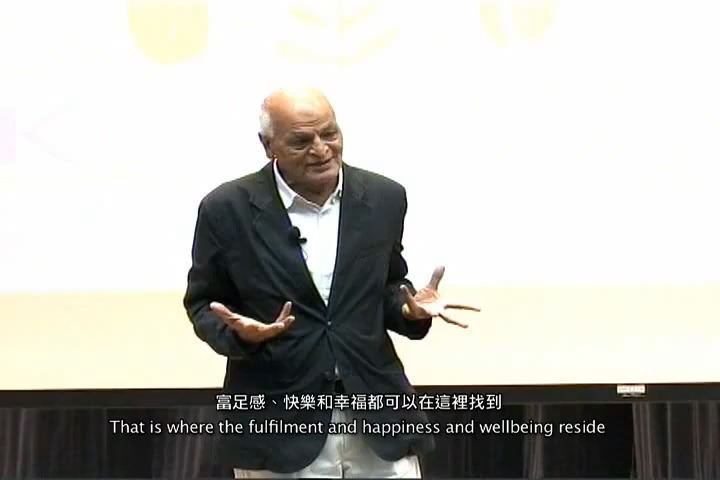 富足感、快樂和幸福都可以在這裡找到
That is where the fulfilment and happiness and wellbeing reside